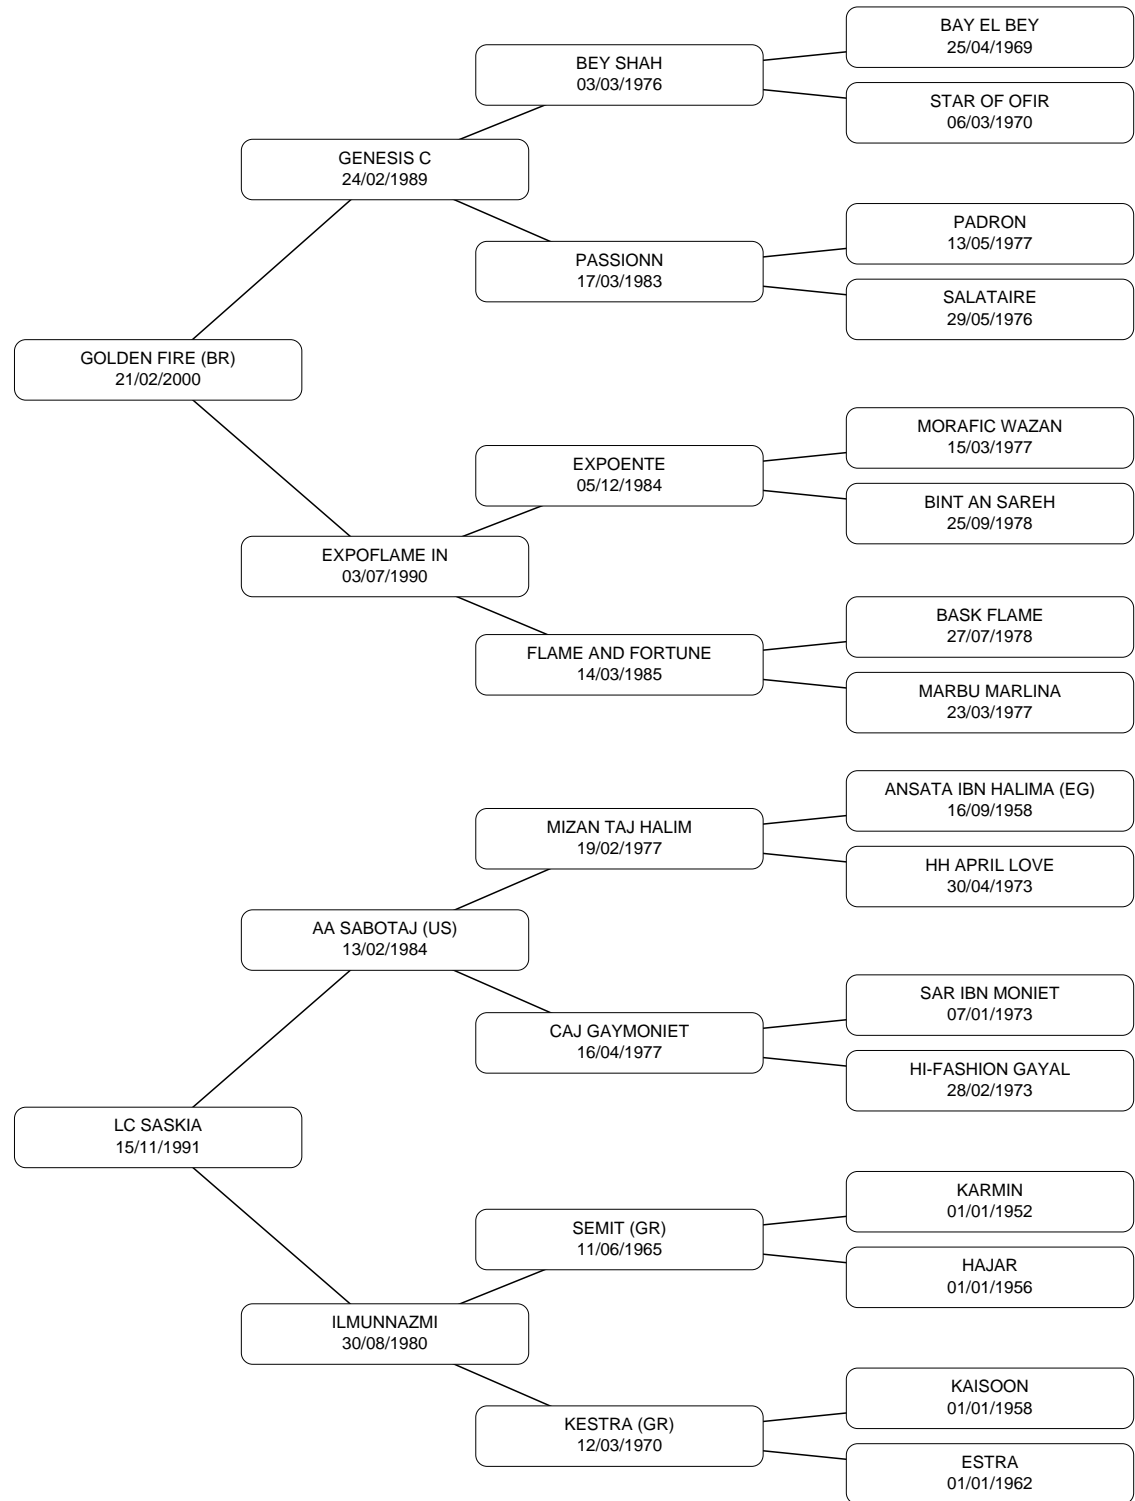 BAY EL BEY
25/04/1969
BEY SHAH
03/03/1976
STAR OF OFIR
06/03/1970
GENESIS C
24/02/1989
PADRON
13/05/1977
PASSIONN
17/03/1983
SALATAIRE
29/05/1976
GOLDEN FIRE (BR)
21/02/2000
MORAFIC WAZAN
15/03/1977
EXPOENTE
05/12/1984
BINT AN SAREH
25/09/1978
EXPOFLAME IN
03/07/1990
BASK FLAME
27/07/1978
FLAME AND FORTUNE
14/03/1985
MARBU MARLINA
23/03/1977
ANSATA IBN HALIMA (EG)
16/09/1958
MIZAN TAJ HALIM
19/02/1977
HH APRIL LOVE
30/04/1973
AA SABOTAJ (US)
13/02/1984
SAR IBN MONIET
07/01/1973
CAJ GAYMONIET
16/04/1977
HI-FASHION GAYAL
28/02/1973
LC SASKIA
15/11/1991
KARMIN
01/01/1952
SEMIT (GR)
11/06/1965
HAJAR
01/01/1956
ILMUNNAZMI
30/08/1980
KAISOON
01/01/1958
KESTRA (GR)
12/03/1970
ESTRA
01/01/1962